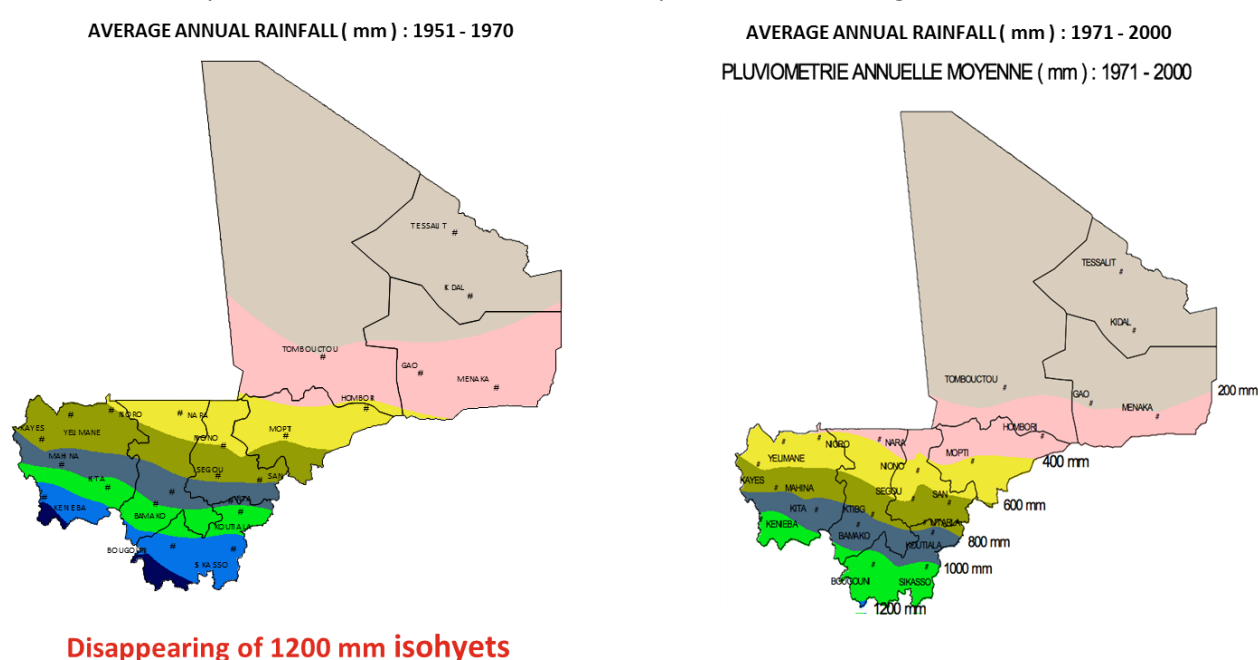 AVERAGE ANNUAL RAINFALL ( mm ) : 1951 - 1970
TESSALIT
KIDAL
TOMBOUCTOU
GAO
MENAKA
HOMBORI
NIORO
NARA
KAYES
YELIMANE
NIONO
MOPTI
MAHINA
SEGOU
SAN
KITA
KENIEBA
BAMAKO
KOUTIALA
BOUGOUNI
SIKASSO
Disappearing of 1200 mm isohyets
AVERAGE ANNUAL RAINFALL ( mm ) : 1971 - 2000
PLUVIOMETRIE ANNUELLE MOYENNE ( mm ) : 1971 - 2000
TESSALIT
KIDAL
TOMBOUCTOU
GAO
200 mm
MENAKA
HOMBORI
NIORO
NARA
YELIMANE
NIONO
MOPTI
400 mm
KAYES
MAHINA
SEGOU
SAN
600 mm
KITA
KTIBG
KENIEBA
NTARLA
BAMAKO
KOUTIALA
800 mm
1000 mm
BOUGOUNI
SIKASSO
1200 mm